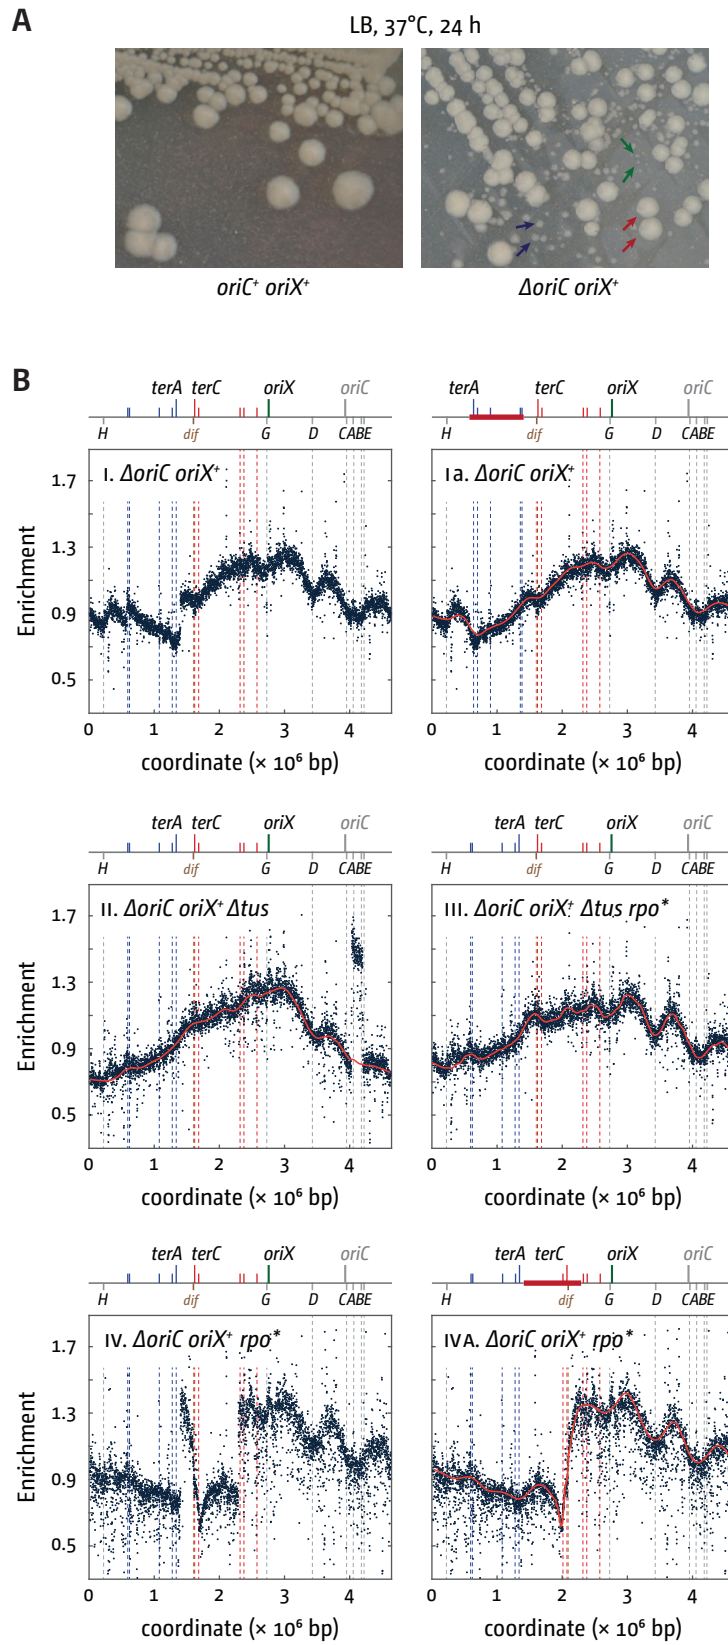 A
LB, 37°C, 24 h
oriC⁺ oriX⁺
ΔoriC oriX⁺
B
terA terC oriX oriC
H dif G D CABE
I. ΔoriC oriX⁺
1.7
1.3
0.9
0.5
Enrichment
0 1 2 3 4
coordinate (× 10⁶ bp)
terA terC oriX oriC
H dif G D CABE
Ia. ΔoriC oriX⁺
0 1 2 3 4
coordinate (× 10⁶ bp)
terA terC oriX oriC
H dif G D CABE
II. ΔoriC oriX⁺ Δtus
1.7
1.3
0.9
0.5
Enrichment
0 1 2 3 4
coordinate (× 10⁶ bp)
terA terC oriX oriC
H dif G D CABE
III. ΔoriC oriX⁺ Δtus rpo*
0 1 2 3 4
coordinate (× 10⁶ bp)
terA terC oriX oriC
H dif G D CABE
IV. ΔoriC oriX⁺ rpo*
1.7
1.3
0.9
0.5
Enrichment
0 1 2 3 4
coordinate (× 10⁶ bp)
terA terC oriX oriC
H dif G D CABE
IVA. ΔoriC oriX⁺ rpo*
0 1 2 3 4
coordinate (× 10⁶ bp)